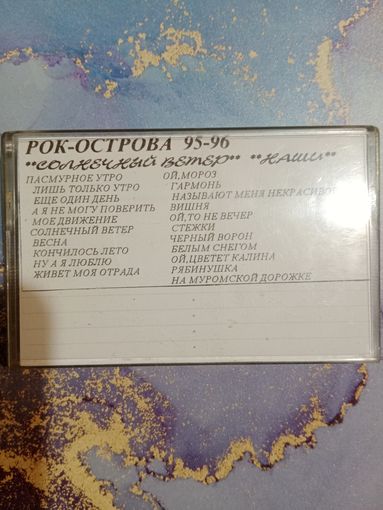 РОК-ОСТРОВА 95-96
"СОЛНЕЧНЫЙ ВЕТЕР" "НАШИ"
ПАСМУРНОЕ УТРО
ЛИШЬ ТОЛЬКО УТРО
ЕЩЕ ОДИН ДЕНЬ
А Я НЕ МОГУ ПОВЕРИТЬ
МОЕ ДВИЖЕНИЕ
СОЛНЕЧНЫЙ ВЕТЕР
ВЕСНА
КОНЧИЛОСЬ ЛЕТО
НУ А Я ЛЮБЛЮ
ЖИВЕТ МОЯ ОТРАДА
ОЙ,МОРОЗ
ГАРМОНЬ
НАЗЫВАЮТ МЕНЯ НЕКРАСИВОЮ
ВИШНЯ
ОЙ,ТО НЕ ВЕЧЕР
СТЕЖКИ
ЧЕРНЫЙ ВОРОН
БЕЛЫМ СНЕГОМ
ОЙ,ЦВЕТЕТ КАЛИНА
РЯБИНУШКА
НА МУРОМСКОЙ ДОРОЖКЕ